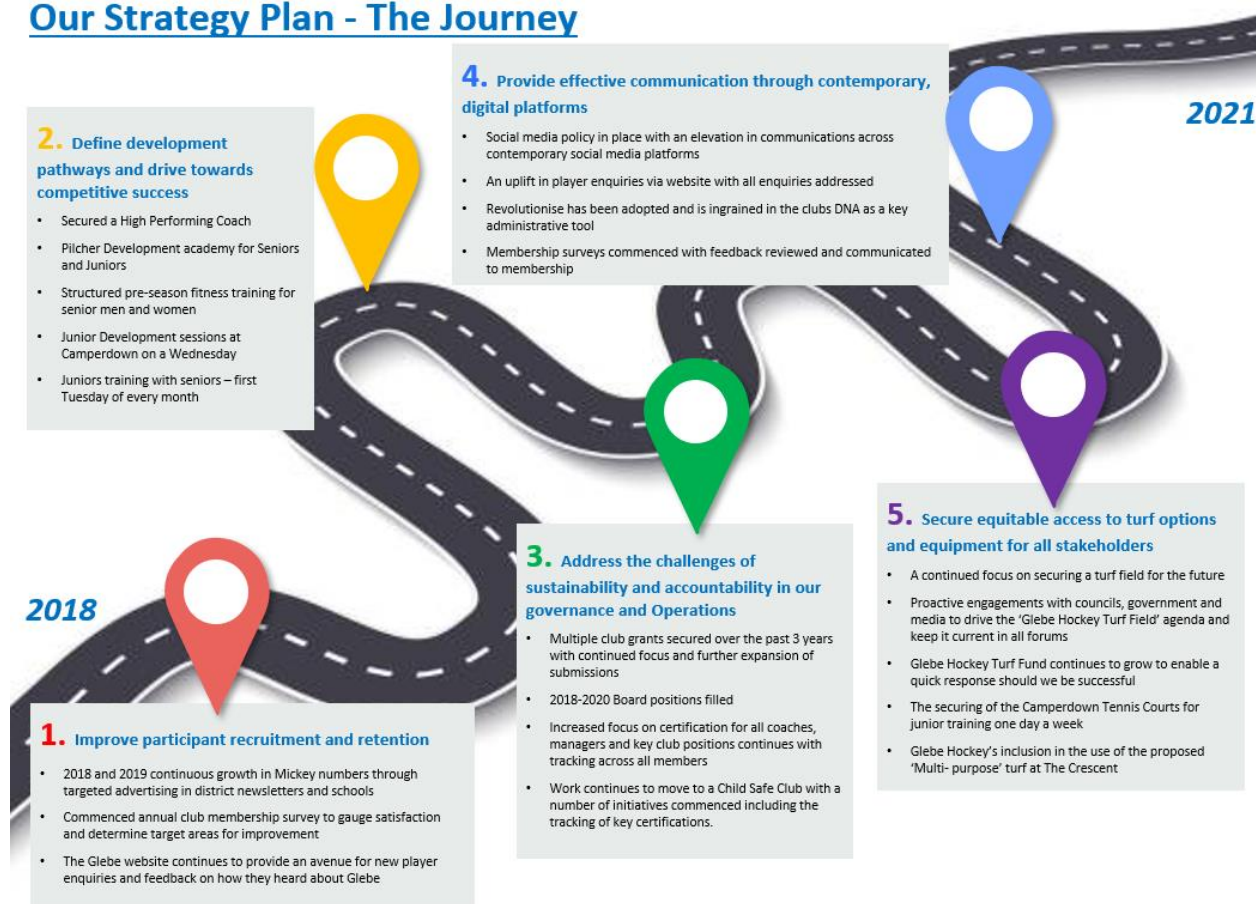 Our Strategy Plan - The Journey
2018
1. Improve participant recruitment and retention
• 2018 and 2019 continuous growth in Mickey numbers through
targeted advertising in district newsletters and schools
• Commenced annual club membership survey to gauge satisfaction
and determine target areas for improvement
• The Glebe website continues to provide an avenue for new player
enquiries and feedback on how they heard about Glebe
2. Define development
pathways and drive towards
competitive success
• Secured a High Performing Coach
• Pilcher Development academy for Seniors
and Juniors
• Structured pre-season fitness training for
senior men and women
• Junior Development sessions at
Camperdown on a Wednesday
• Juniors training with seniors – first
Tuesday of every month
3. Address the challenges of
sustainability and accountability in our
governance and Operations
• Multiple club grants secured over the past 3 years
with continued focus and further expansion of
submissions
• 2018-2020 Board positions filled
• Increased focus on certification for all coaches,
managers and key club positions continues with
tracking across all members
• Work continues to move to a Child Safe Club with a
number of initiatives commenced including the
tracking of key certifications.
4. Provide effective communication through contemporary,
digital platforms
• Social media policy in place with an elevation in communications across
contemporary social media platforms
• An uplift in player enquiries via website with all enquiries addressed
• Revolutionise has been adopted and is ingrained in the clubs DNA as a key
administrative tool
• Membership surveys commenced with feedback reviewed and communicated
to membership
5. Secure equitable access to turf options
and equipment for all stakeholders
• A continued focus on securing a turf field for the future
• Proactive engagements with councils, government and
media to drive the ‘Glebe Hockey Turf Field’ agenda and
keep it current in all forums
• Glebe Hockey Turf Fund continues to grow to enable a
quick response should we be successful
• The securing of the Camperdown Tennis Courts for
junior training one day a week
• Glebe Hockey’s inclusion in the use of the proposed
‘Multi- purpose’ turf at The Crescent
2021